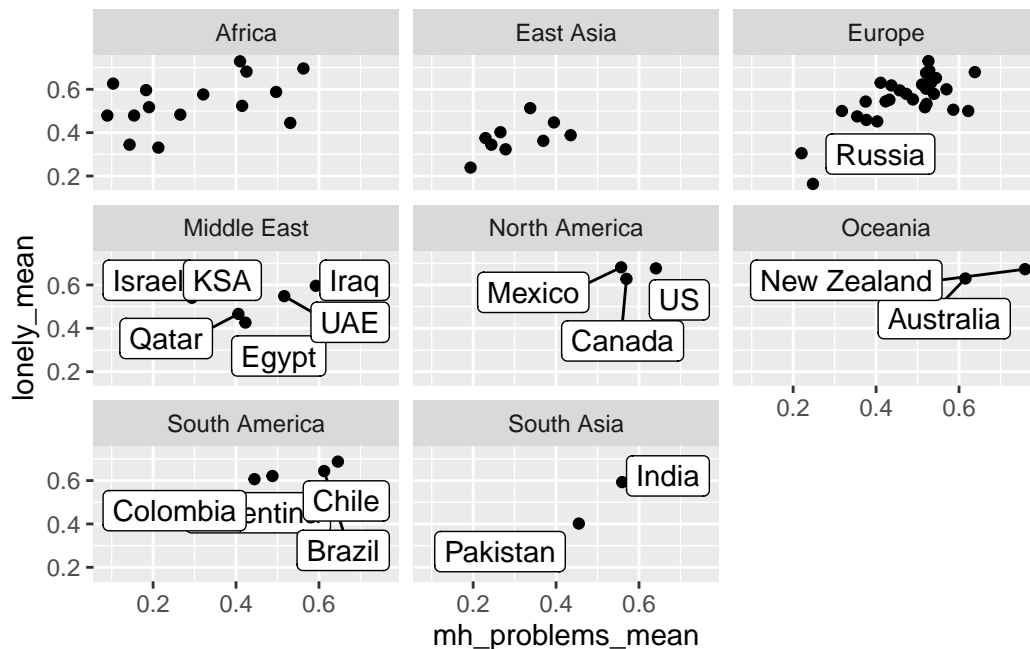 Africa
East Asia
Europe
0.6
0.4
0.2
Russia
Middle East
North America
Oceania
0.6
0.4
0.2
Israel
KSA
Iraq
UAE
Qatar
Egypt
Mexico
US
Canada
New Zealand
Australia
0.2 0.4 0.6
South America
South Asia
0.6
0.4
0.2
Colombia
Chile
Brazil
India
Pakistan
0.2 0.4 0.6
0.2 0.4 0.6
mh_problems_mean
lonely_mean